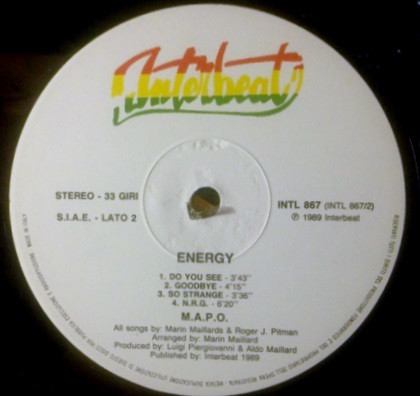 Interbeat
STEREO - 33 GIRI
S.I.A.E. - LATO 2
INTL 867 (INTL 867/2)
℗ 1989 Interbeat
ENERGY
1. DO YOU SEE - 3'43"
2. GOODBYE - 4'15"
3. SO STRANGE - 3'36"
4. N.R.G. - 6'20"
M.A.P.O.
All songs by: Marin Maillards & Roger J. Pitman
Arranged by: Marin Maillard
Produced by: Luigi Piergiovanni & Aldo Maillard
Published by: Interbeat 1989